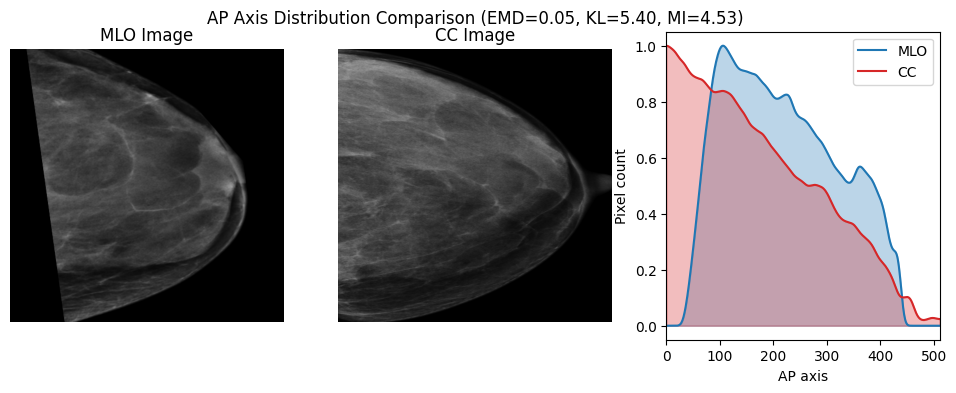 AP Axis Distribution Comparison (EMD=0.05, KL=5.40, MI=4.53)
MLO Image
CC Image
MLO
CC
1.0
0.8
0.6
0.4
0.2
0.0
Pixel count
0 100 200 300 400 500
AP axis